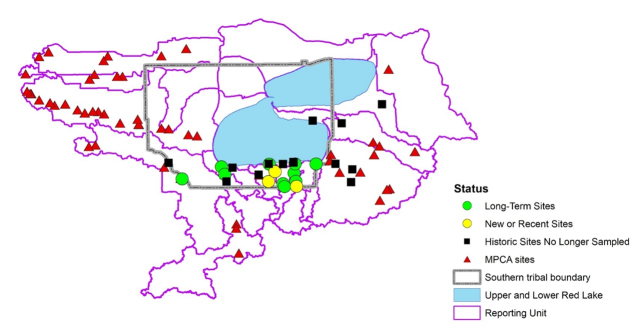 Status
Long-Term Sites
New or Recent Sites
Historic Sites No Longer Sampled
MPCA sites
Southern tribal boundary
Upper and Lower Red Lake
Reporting Unit